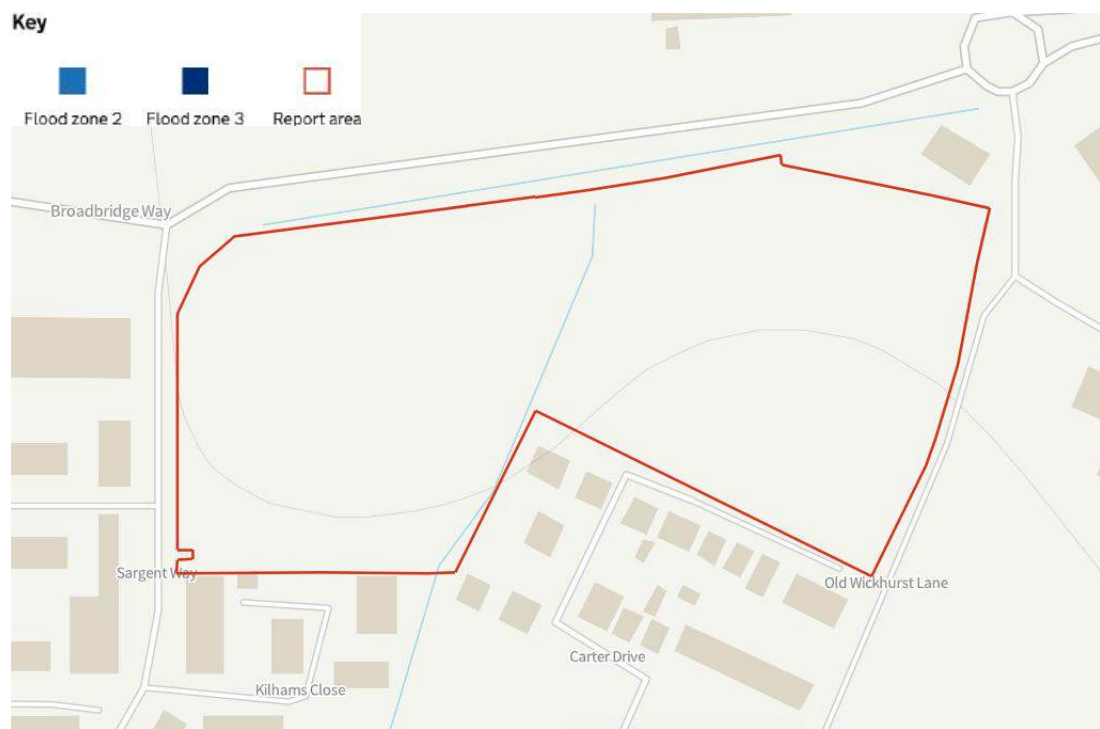 Key
Flood zone 2
Flood zone 3
Report area
Broadbridge Way
Sargent Way
Old Wickhurst Lane
Carter Drive
Kilhams Close